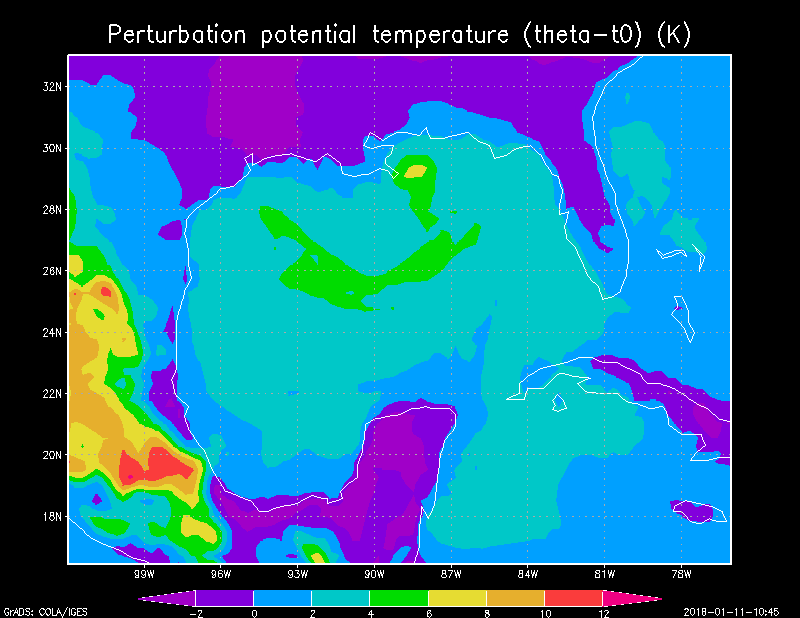 Perturbation potential temperature (theta-t0) (K)
32N
30N
28N
26N
24N
22N
20N
18N
99W 96W 93W 90W 87W 84W 81W 78W
-2 0 2 4 6 8 10 12
GrADS: COLA/IGES 2018-01-11-10:45